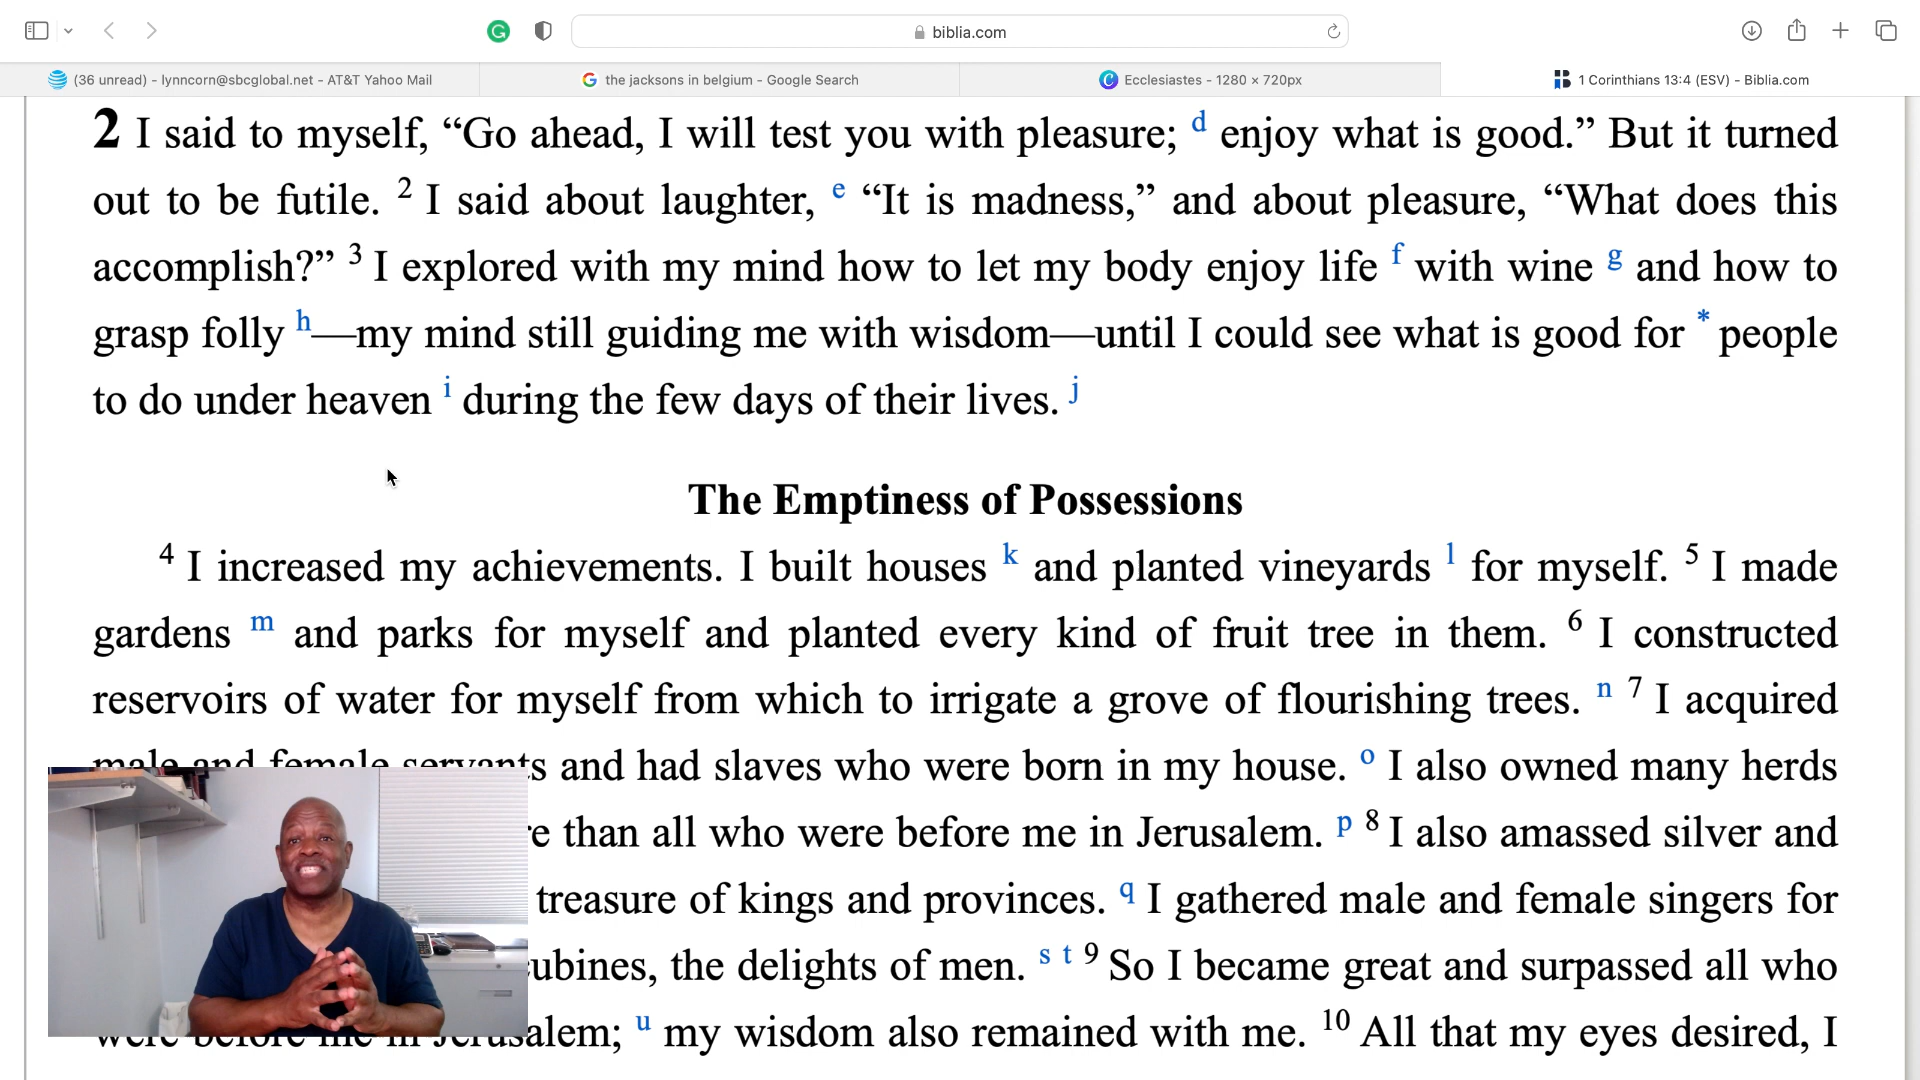 biblia.com
(36 unread) - lynncorn@sbcglobal.net - AT&T Yahoo Mail
the jacksons in belgium - Google Search
Ecclesiastes - 1280 × 720px
1 Corinthians 13:4 (ESV) - Biblia.com
2 I said to myself, “Go ahead, I will test you with pleasure; d enjoy what is good.” But it turned
out to be futile. 2 I said about laughter, e “It is madness,” and about pleasure, “What does this
accomplish?” 3 I explored with my mind how to let my body enjoy life f with wine g and how to
grasp folly h—my mind still guiding me with wisdom—until I could see what is good for * people
to do under heaven i during the few days of their lives. j
The Emptiness of Possessions
4 I increased my achievements. I built houses k and planted vineyards l for myself. 5 I made
gardens m and parks for myself and planted every kind of fruit tree in them. 6 I constructed
reservoirs of water for myself from which to irrigate a grove of flourishing trees. n 7 I acquired
male and female servants and had slaves who were born in my house. o I also owned many herds
than all who were before me in Jerusalem. p 8 I also amassed silver and
treasure of kings and provinces. q I gathered male and female singers for
ubines, the delights of men. s t 9 So I became great and surpassed all who
were before me in Jerusalem; u my wisdom also remained with me. 10 All that my eyes desired, I